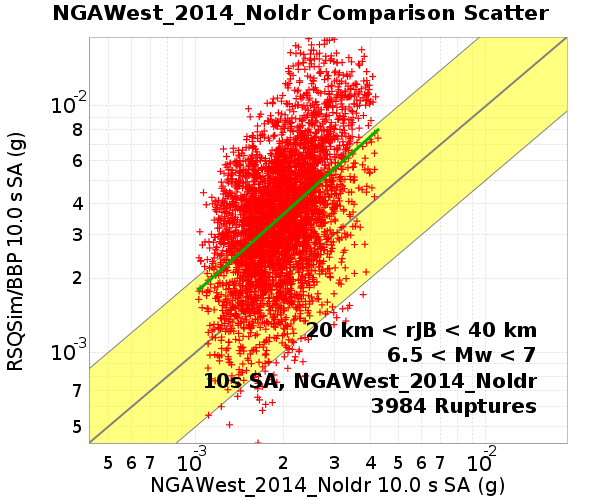 NGAWest_2014_NoIdr Comparison Scatter
RSQSim/BBP 10.0 s SA (g)
10-2
8
6
4
3
2
10-3
7
5
20 km < rJB < 40 km
6.5 < Mw < 7
10s SA, NGAWest_2014_NoIdr
3984 Ruptures
5 6 7 10-3 2 3 4 5 6 7 10-2
NGAWest_2014_NoIdr 10.0 s SA (g)